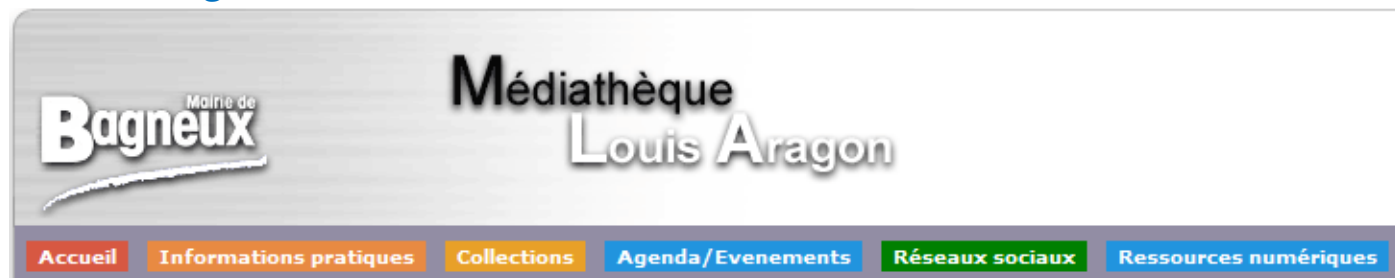 Mairie de
Bagneux
Médiathèque
Louis Aragon
Accueil Informations pratiques Collections Agenda/Evenements Réseaux sociaux Ressources numériques